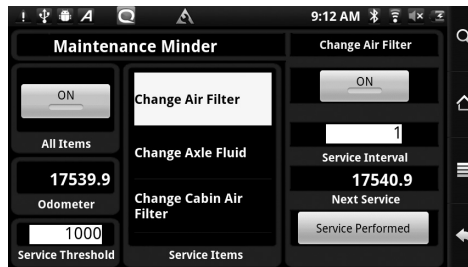 9:12 AM
Maintenance Minder
Change Air Filter
ON
All Items
17539.9
Odometer
1000
Service Threshold
Change Air Filter
Change Axle Fluid
Change Cabin Air
Filter
Service Items
ON
1
Service Interval
17540.9
Next Service
Service Performed